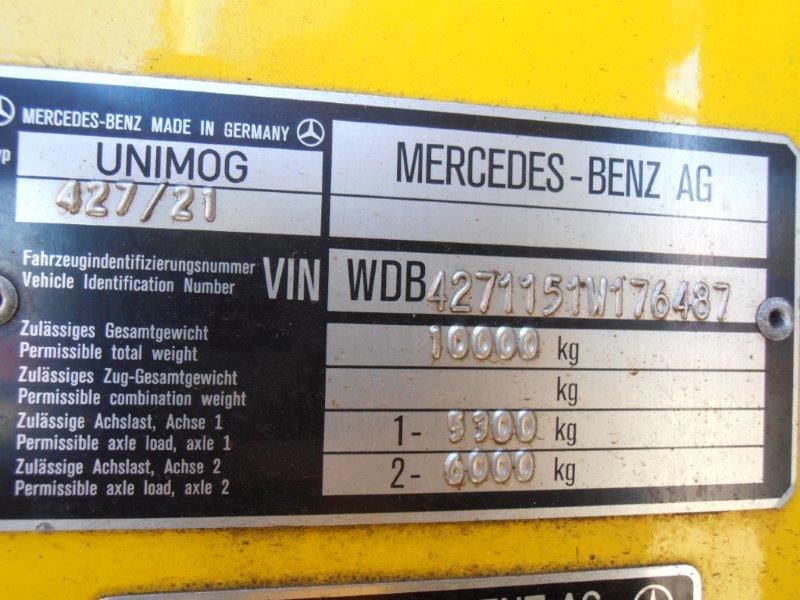 MERCEDES-BENZ MADE IN GERMANY
UNIMOG
427/21
MERCEDES-BENZ AG
Fahrzeugindentifizierungsnummer
Vehicle Identification Number
VIN WDB4271151W176487
Zulässiges Gesamtgewicht
Permissible total weight
10000 kg
Zulässiges Zug-Gesamtgewicht
Permissible combination weight
kg
Zulässige Achslast, Achse 1
Permissible axle load, axle 1
1- 5300 kg
Zulässige Achslast, Achse 2
Permissible axle load, axle 2
2- 6000 kg